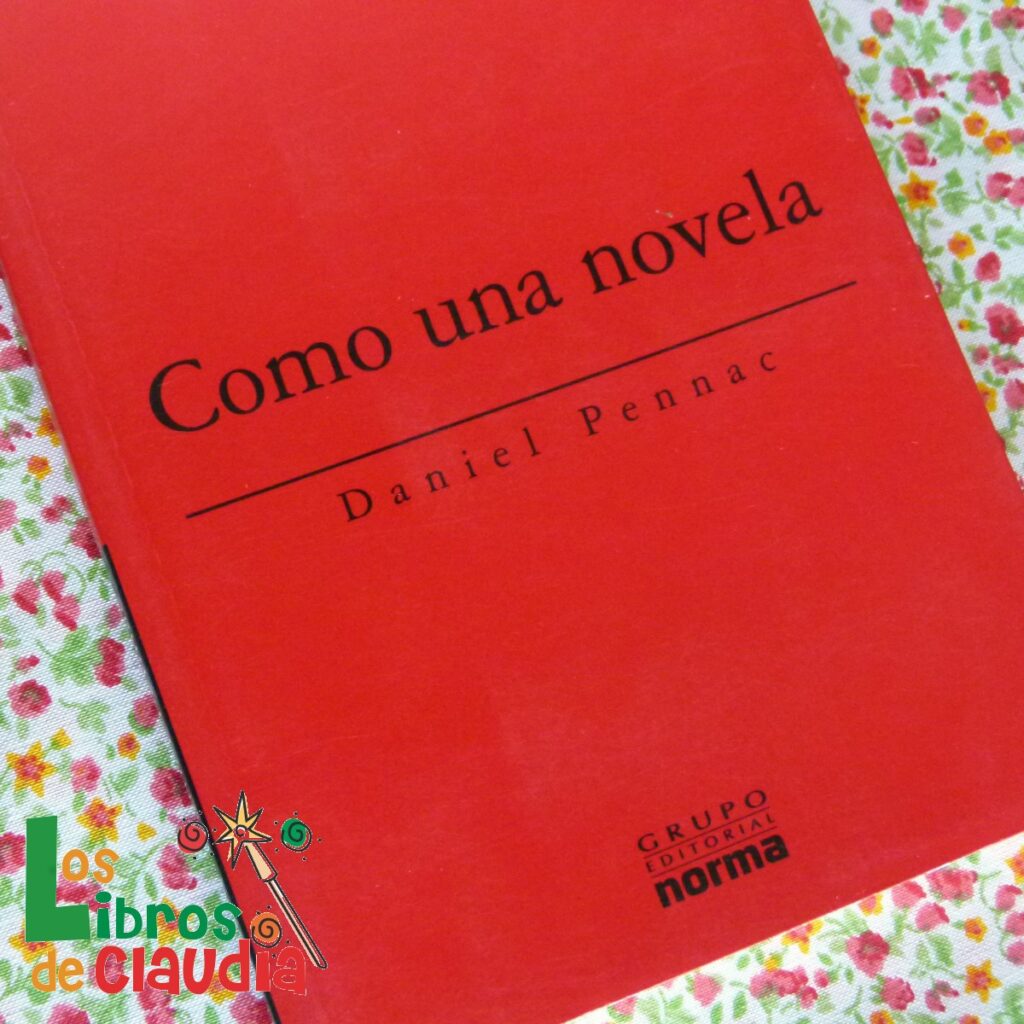 Como una novela
Daniel Pennac
GRUPO
EDITORIAL
norma
Los
Libros
de Claudia